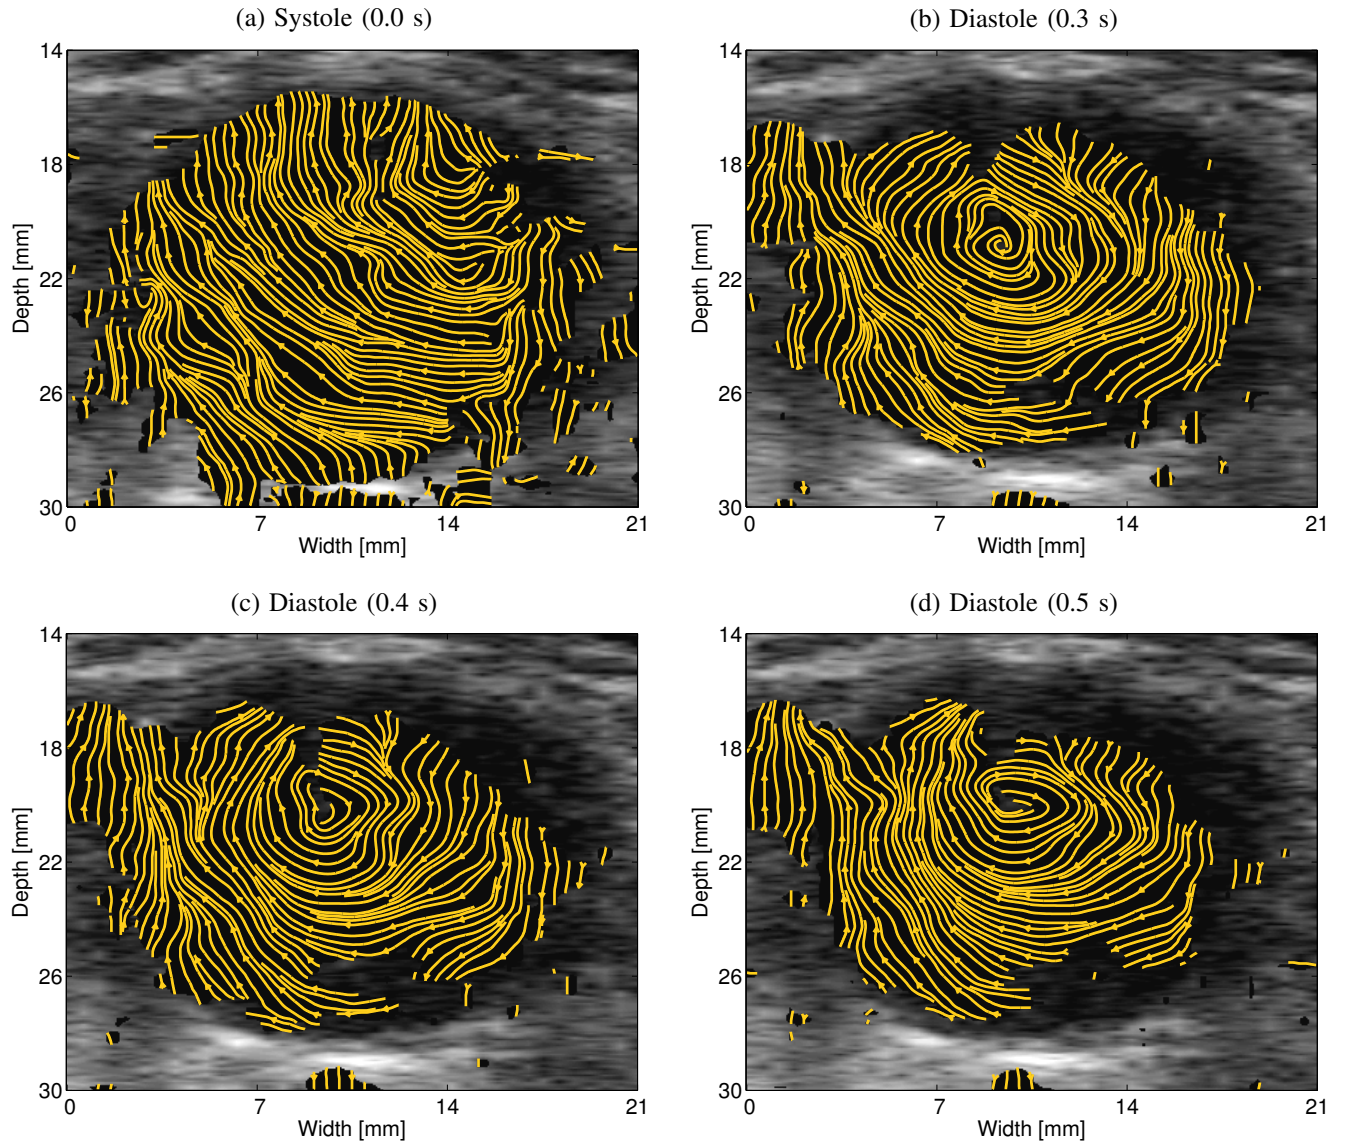 (a) Systole (0.0 s)
14
18
22
26
30
Depth [mm]
0 7 14 21
Width [mm]
(b) Diastole (0.3 s)
14
18
22
26
30
Depth [mm]
0 7 14 21
Width [mm]
(c) Diastole (0.4 s)
14
18
22
26
30
Depth [mm]
0 7 14 21
Width [mm]
(d) Diastole (0.5 s)
14
18
22
26
30
Depth [mm]
0 7 14 21
Width [mm]